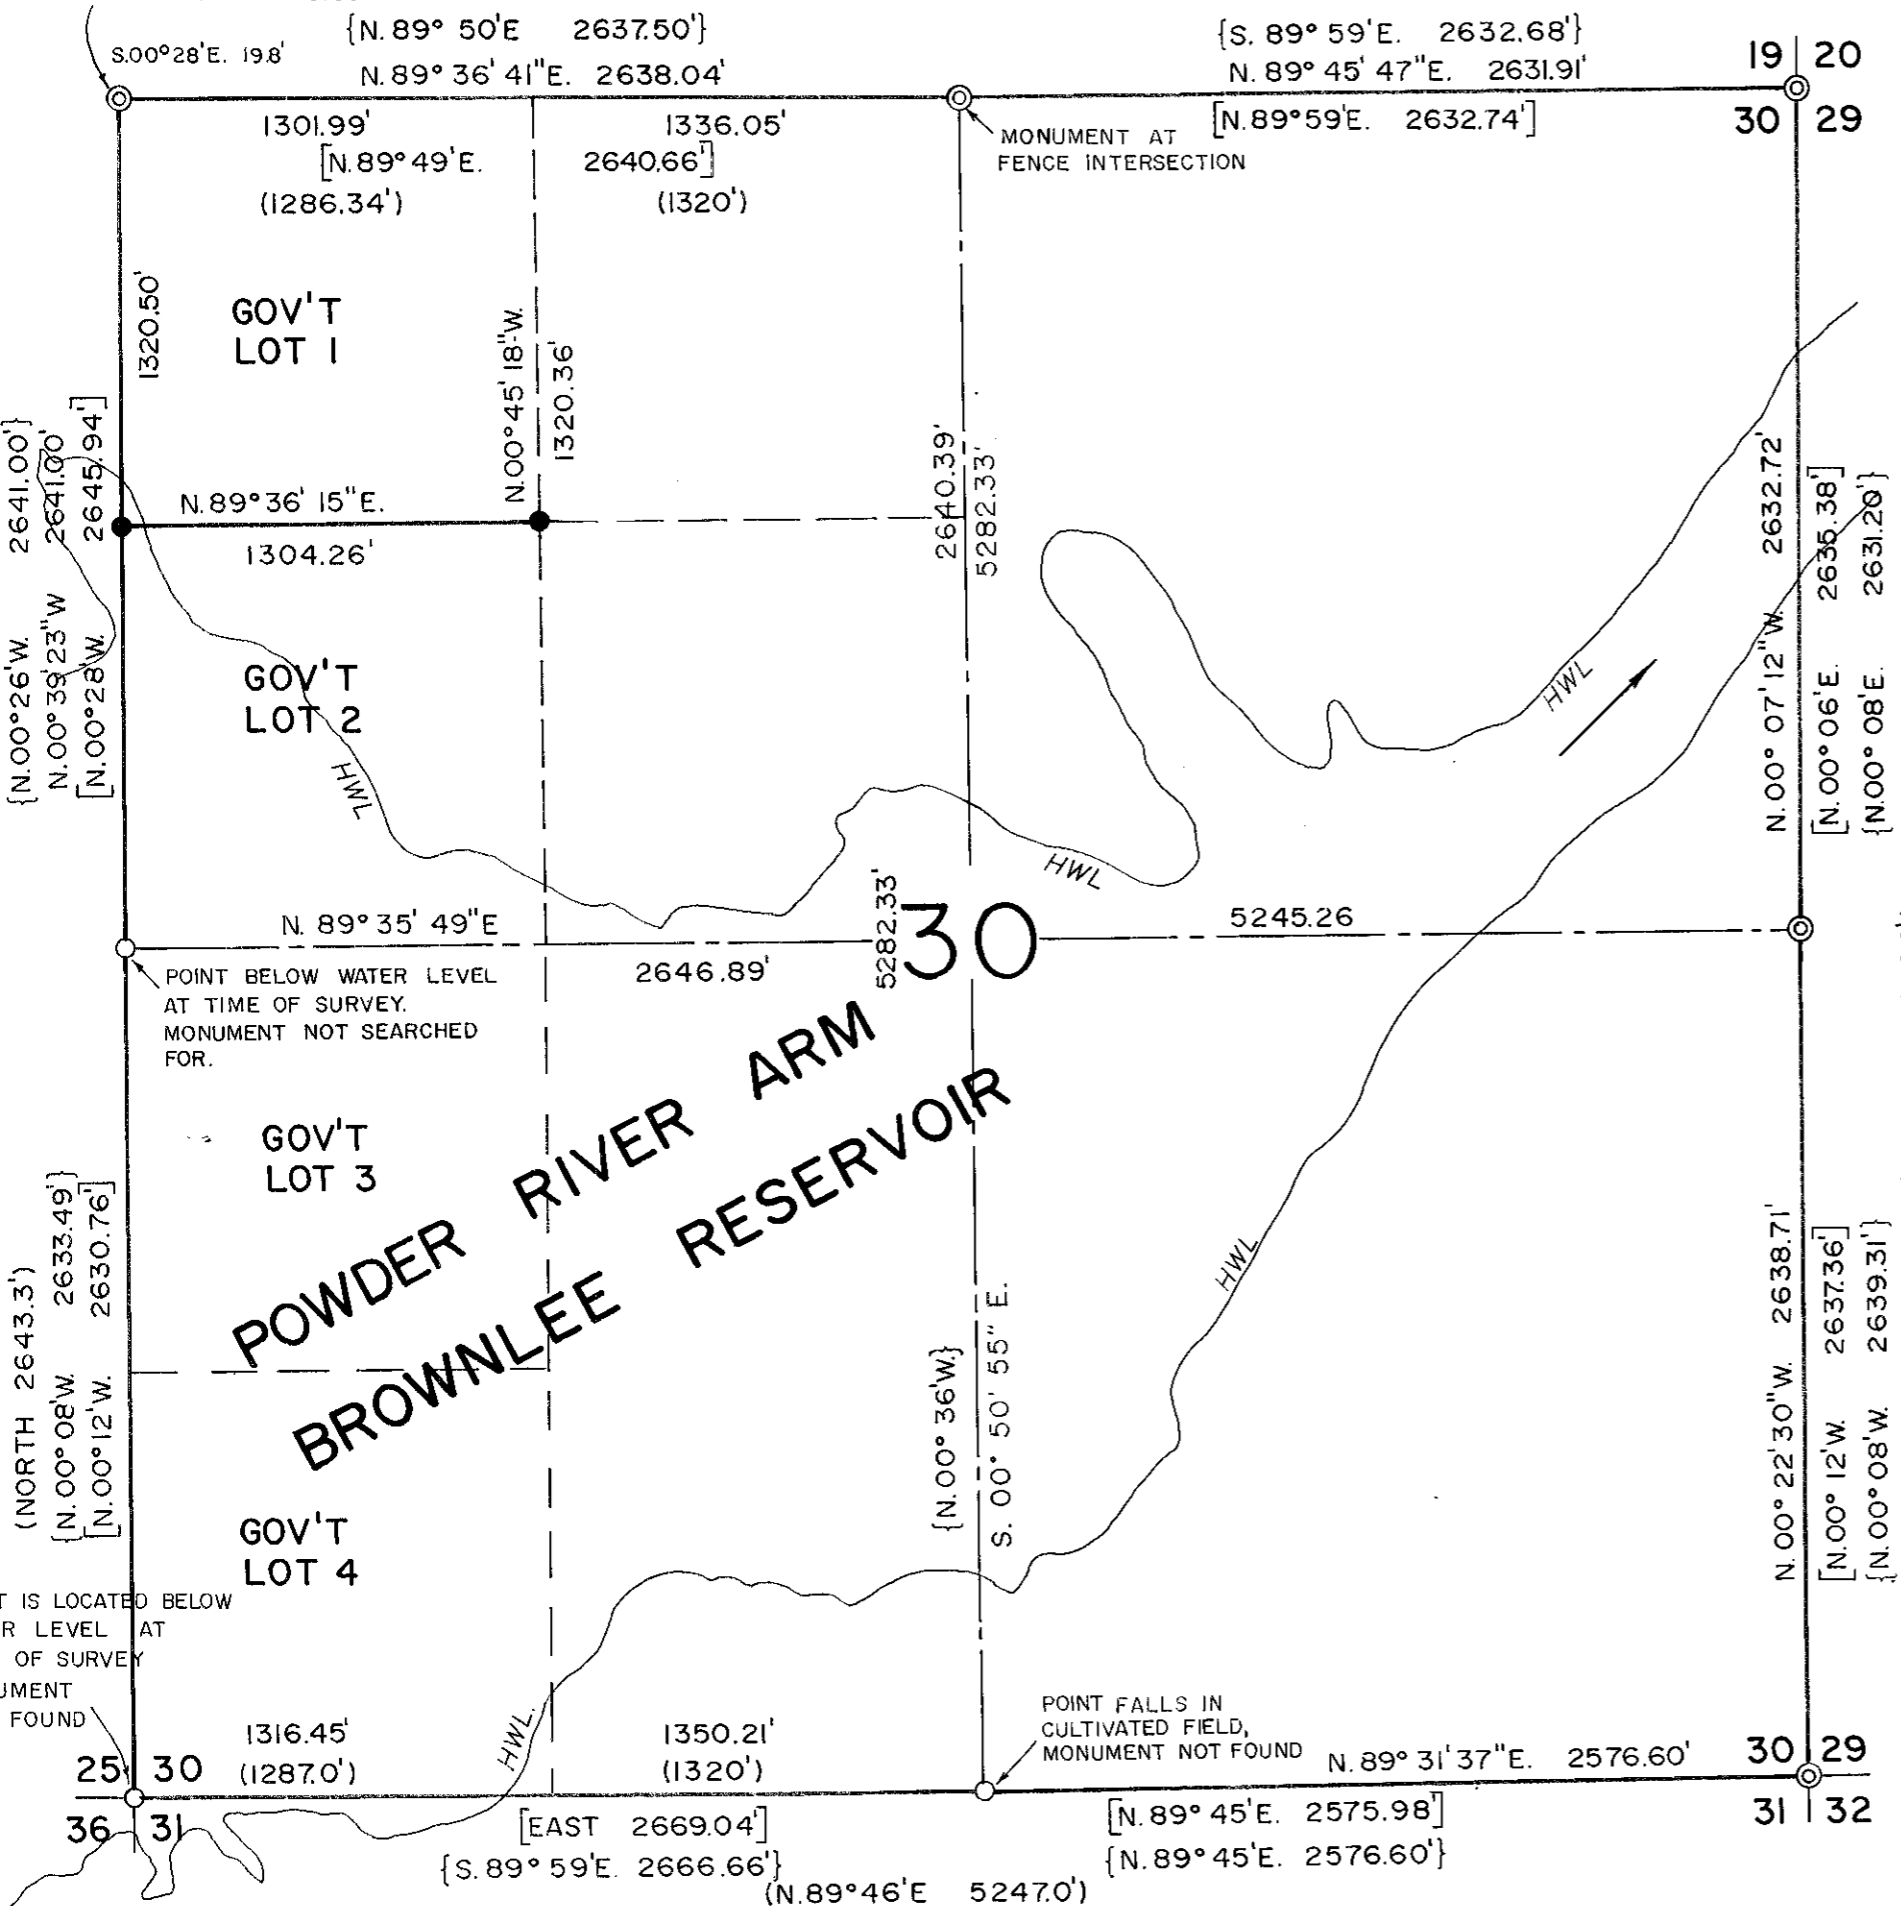 {N. 89° 50'E 2637.50'}
{S. 89° 59'E. 2632.68'}
S.00°28'E. 19.8'
N. 89° 36' 41"E. 2638.04'
N. 89° 45' 47"E. 2631.91'
19 20
30 29
1301.99' 1336.05'
[N.89°59'E. 2632.74']
[N.89°49'E. 2640.66']
(1286.34') (1320')
MONUMENT AT
FENCE INTERSECTION
1320.50'
GOV'T
LOT 1
N.00°45'18"W.
1320.36'
{N.00°26'W. 2641.00'}
N.00°39'23"W 2641.00'
[N.00°28'W. 2645.94']
N.89°36' 15"E.
1304.26'
2640.39'
5282.33'
N.00° 07' 12"W. 2632.72'
[N.00°06'E. 2635.38']
{N.00°08'E. 2631.20'}
GOV'T
LOT 2
HWL
HWL
HWL
N. 89° 35' 49"E
2646.89'
5282.33'
30
5245.26
POINT BELOW WATER LEVEL
AT TIME OF SURVEY.
MONUMENT NOT SEARCHED
FOR.
POWDER RIVER ARM
BROWNLEE RESERVOIR
GOV'T
LOT 3
(NORTH 2643.3')
{N.00°08'W. 2633.49'}
[N.00°12'W. 2630.76']
HWL
{N.00° 36'W.}
S. 00° 50' 55" E.
N.00° 22' 30"W. 2638.71'
[N.00° 12'W. 2637.36']
{N.00° 08'W. 2639.31'}
GOV'T
LOT 4
T IS LOCATED BELOW
R LEVEL AT
OF SURVEY
UMENT
FOUND
HWL.
1316.45' 1350.21'
(1287.0') (1320')
POINT FALLS IN
CULTIVATED FIELD,
MONUMENT NOT FOUND
N. 89° 31' 37"E. 2576.60'
25 30
36 31
30 29
31 32
[EAST 2669.04']
[N. 89° 45'E. 2575.98']
{S. 89° 59'E. 2666.66'}
{N. 89° 45'E. 2576.60'}
(N.89°46'E 5247.0')